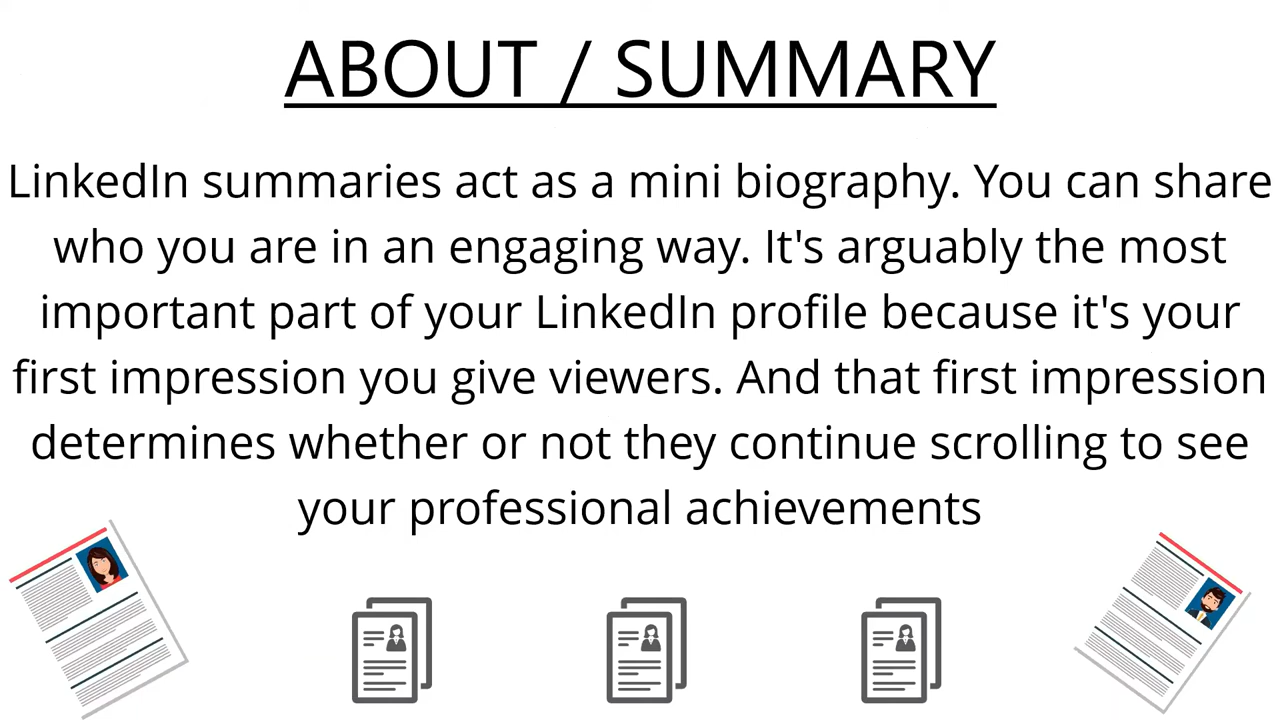 ABOUT / SUMMARY
LinkedIn summaries act as a mini biography. You can share
who you are in an engaging way. It's arguably the most
important part of your LinkedIn profile because it's your
first impression you give viewers. And that first impression
determines whether or not they continue scrolling to see
your professional achievements